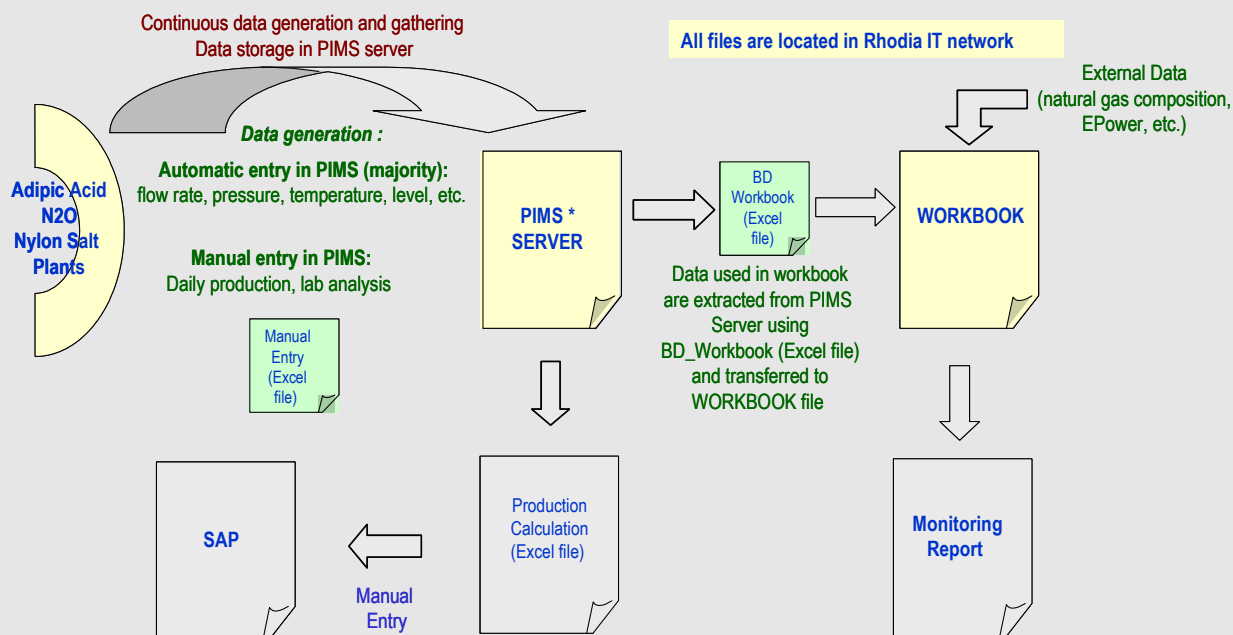 Continuous data generation and gathering
Data storage in PIMS server
All files are located in Rhodia IT network
External Data
(natural gas composition,
EPower, etc.)
Adipic Acid
N2O
Nylon Salt
Plants
Data generation :
Automatic entry in PIMS (majority):
flow rate, pressure, temperature, level, etc.
Manual entry in PIMS:
Daily production, lab analysis
Manual
Entry
(Excel
file)
PIMS *
SERVER
BD
Workbook
(Excel
file)
Data used in workbook
are extracted from PIMS
Server using
BD_Workbook (Excel file)
and transferred to
WORKBOOK file
WORKBOOK
SAP
Manual
Entry
Production
Calculation
(Excel file)
Monitoring
Report